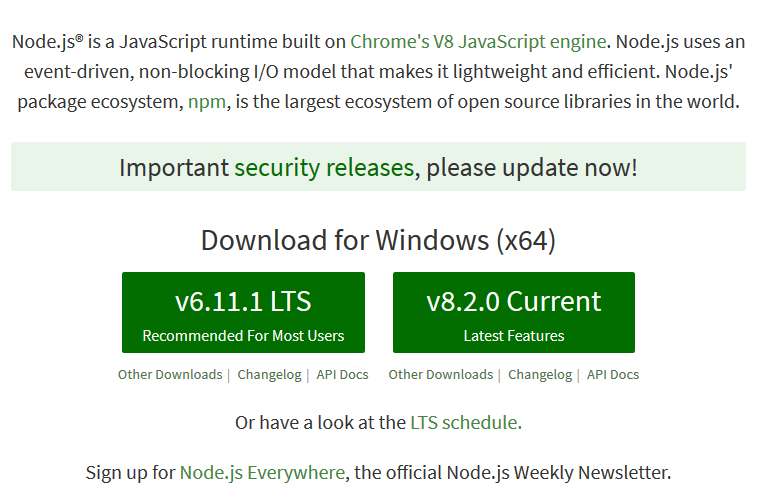 Node.js® is a JavaScript runtime built on Chrome's V8 JavaScript engine. Node.js uses an
event-driven, non-blocking I/O model that makes it lightweight and efficient. Node.js'
package ecosystem, npm, is the largest ecosystem of open source libraries in the world.
Important security releases, please update now!
Download for Windows (x64)
v6.11.1 LTS
Recommended For Most Users
v8.2.0 Current
Latest Features
Other Downloads | Changelog | API Docs
Other Downloads | Changelog | API Docs
Or have a look at the LTS schedule.
Sign up for Node.js Everywhere, the official Node.js Weekly Newsletter.